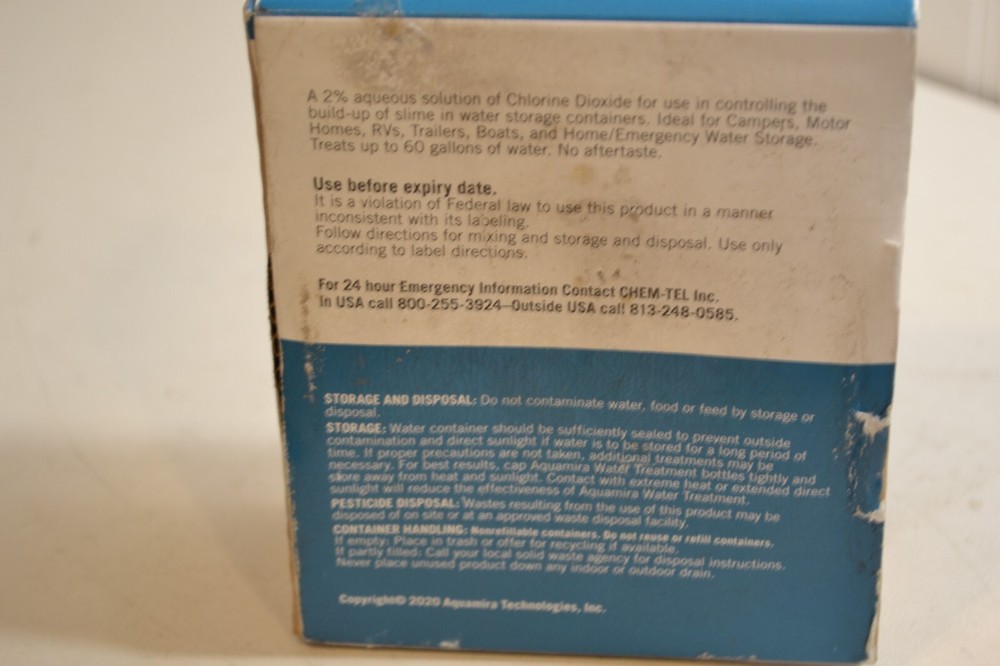 A 2% aqueous solution of Chlorine Dioxide for use in controlling the
build-up of slime in water storage containers. Ideal for Campers, Motor
Homes, RVs, Trailers, Boats, and Home/Emergency Water Storage.
Treats up to 60 gallons of water. No aftertaste.
Use before expiry date.
It is a violation of Federal law to use this product in a manner
inconsistent with its labeling.
Follow directions for mixing and storage and disposal. Use only
according to label directions.
For 24 hour Emergency Information Contact CHEM-TEL Inc.
In USA call 800-255-3924—Outside USA call 813-248-0585.
STORAGE AND DISPOSAL: Do not contaminate water, food or feed by storage or
disposal.
STORAGE: Water container should be sufficiently sealed to prevent outside
contamination and direct sunlight if water is to be stored for a long period of
time. If proper precautions are not taken, additional treatments may be
necessary. For best results, cap Aquamira Water Treatment bottles tightly and
store away from heat and sunlight. Contact with extreme heat or extended direct
sunlight will reduce the effectiveness of Aquamira Water Treatment.
PESTICIDE DISPOSAL: Wastes resulting from the use of this product may be
disposed of on site or at an approved waste disposal facility.
CONTAINER HANDLING: Nonrefillable containers. Do not reuse or refill containers.
If empty: Place in trash or offer for recycling if available.
If partly filled: Call your local solid waste agency for disposal instructions.
Never place unused product down any indoor or outdoor drain.
Copyright© 2020 Aquamira Technologies, Inc.